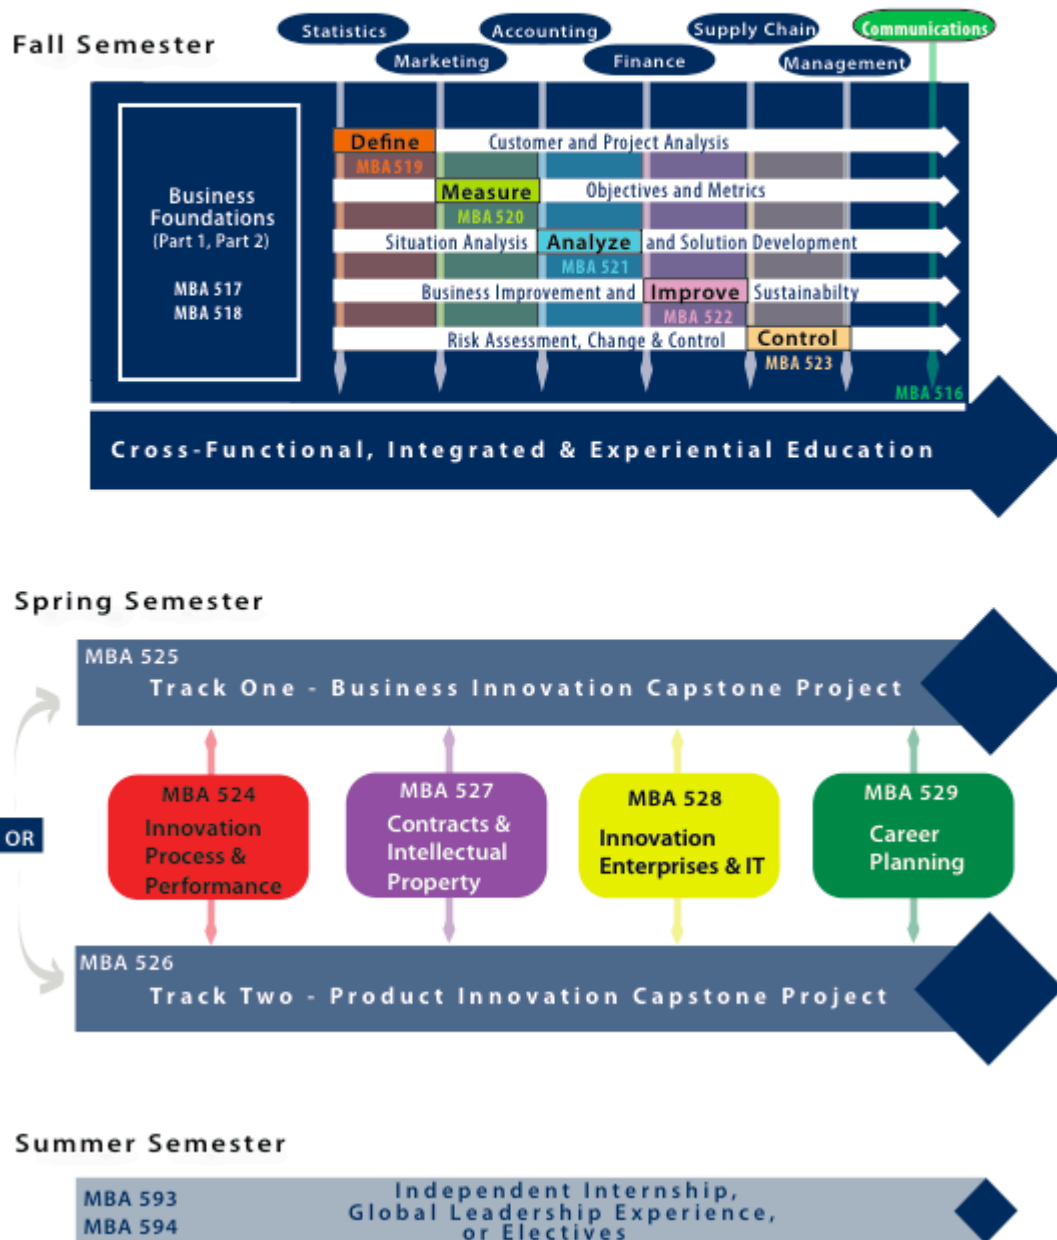 Fall Semester
Statistics
Accounting
Supply Chain
Communications
Marketing
Finance
Management
Business
Foundations
(Part 1, Part 2)
MBA 517
MBA 518
Define
Customer and Project Analysis
MBA 519
Measure
Objectives and Metrics
MBA 520
Situation Analysis
Analyze
and Solution Development
MBA 521
Business Improvement and
Improve
Sustainabilty
MBA 522
Risk Assessment, Change & Control
Control
MBA 523
MBA 516
Cross-Functional, Integrated & Experiential Education
Spring Semester
MBA 525
Track One - Business Innovation Capstone Project
OR
MBA 524
Innovation
Process &
Performance
MBA 527
Contracts &
Intellectual
Property
MBA 528
Innovation
Enterprises & IT
MBA 529
Career
Planning
MBA 526
Track Two - Product Innovation Capstone Project
Summer Semester
MBA 593
MBA 594
Independent Internship,
Global Leadership Experience,
or Electives